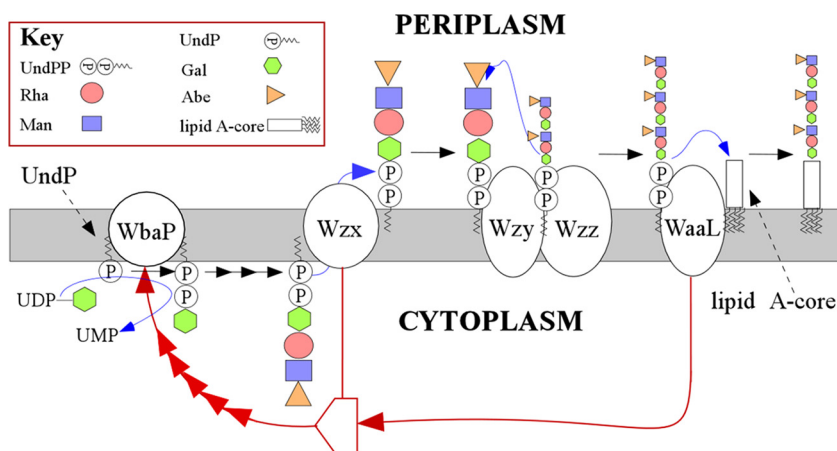 PERIPLASM
Key
UndPP P P
UndP P
Rha
Gal
Man
Abe
lipid A-core
UndP
WbaP
Wzx
Wzy
Wzz
WaaL
P
P
P
P
P
P
P
P
P
P
P
P
P
UDP
UMP
CYTOPLASM
lipid A-core